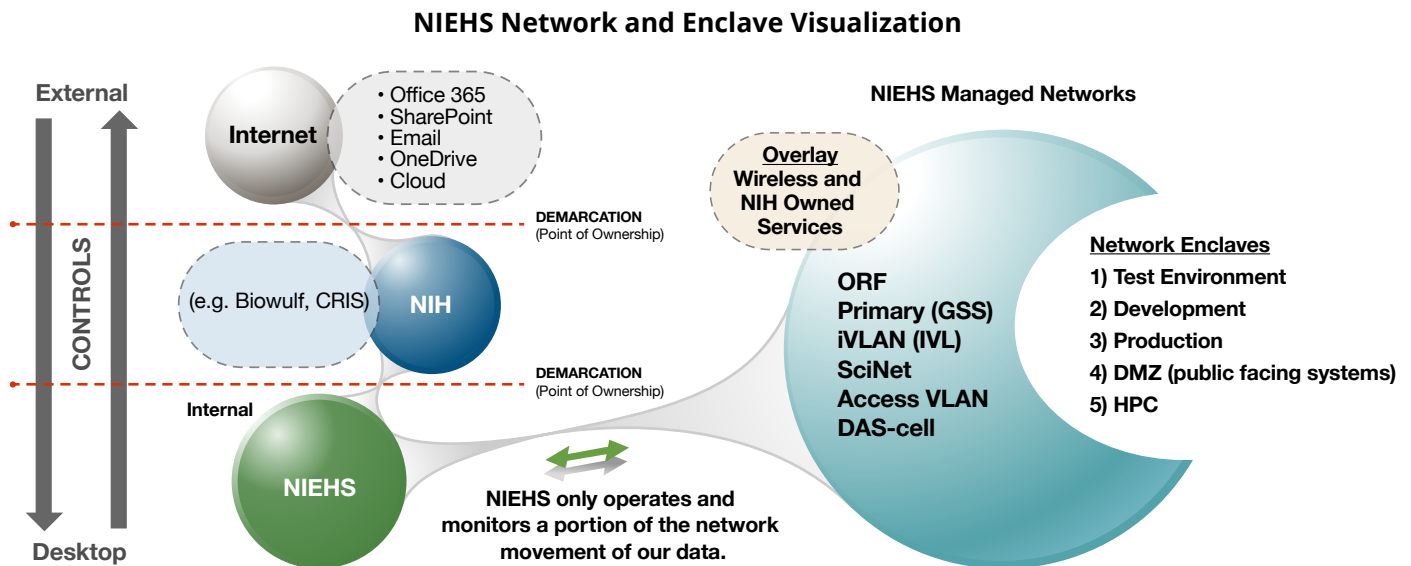 NIEHS Network and Enclave Visualization
External
CONTROLS
Desktop
Internet
• Office 365
• SharePoint
• Email
• OneDrive
• Cloud
DEMARCATION
(Point of Ownership)
(e.g. Biowulf, CRIS)
NIH
DEMARCATION
(Point of Ownership)
Internal
NIEHS
NIEHS only operates and
monitors a portion of the network
movement of our data.
NIEHS Managed Networks
Overlay
Wireless and
NIH Owned
Services
ORF
Primary (GSS)
iVLAN (IVL)
SciNet
Access VLAN
DAS-cell
Network Enclaves
1) Test Environment
2) Development
3) Production
4) DMZ (public facing systems)
5) HPC